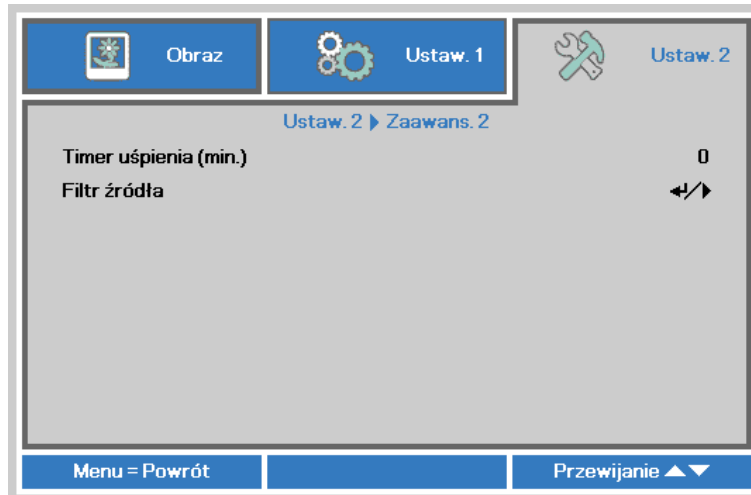 Obraz
Ustaw. 1
Ustaw. 2
Ustaw. 2 ▶ Zaawans. 2
Timer uśpienia (min.) 0
Filtr źródła ↵/▶
Menu = Powrót
Przewijanie ▲▼